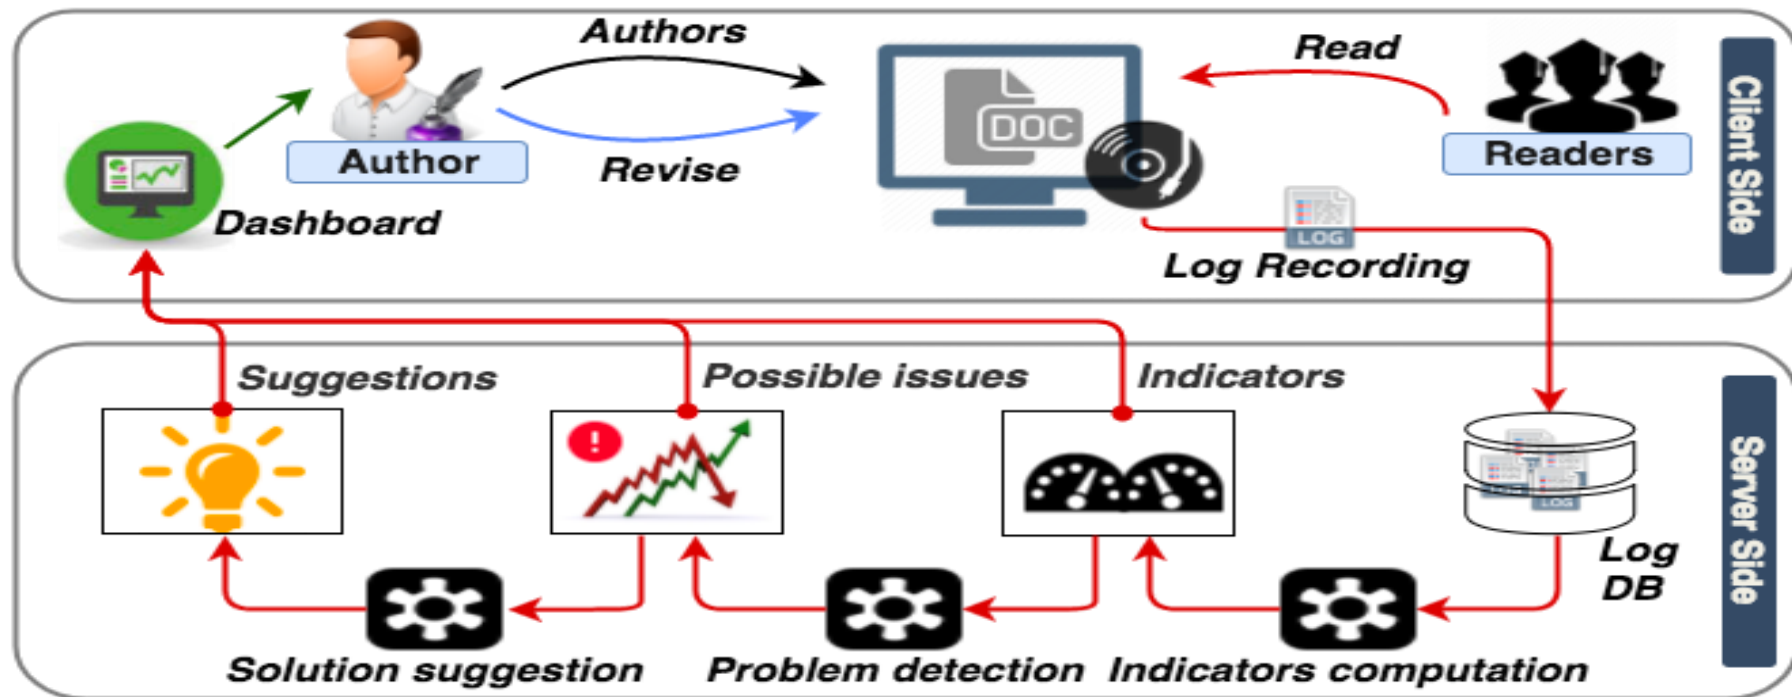 Authors
Read
DOC
Author
Readers
Revise
Dashboard
LOG
Log Recording
Client Side
Suggestions
Possible issues
Indicators
!
LOG
Log
DB
Solution suggestion
Problem detection
Indicators computation
Server Side